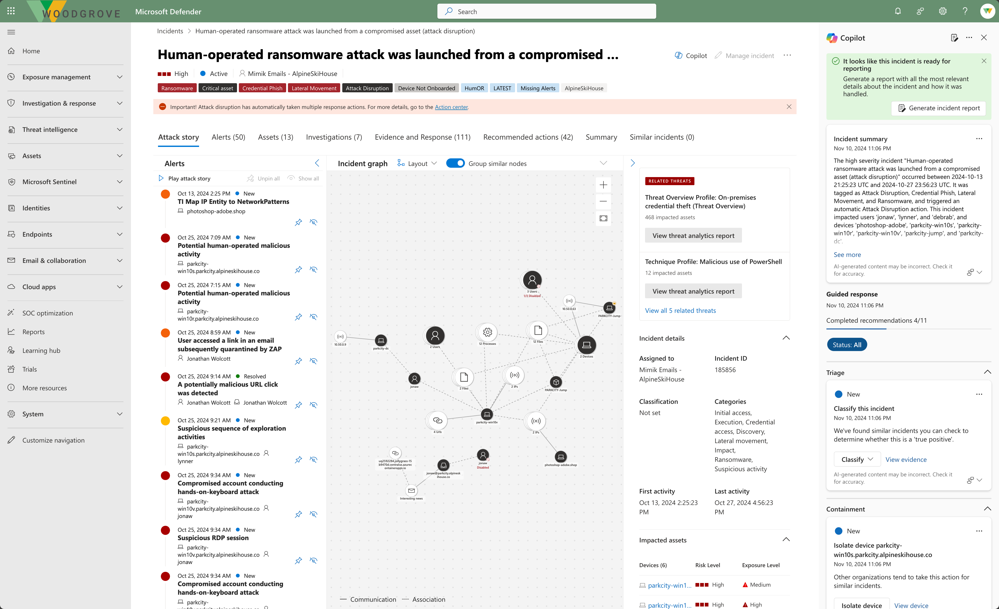 WOODGROVE
Microsoft Defender
Search
Home
Exposure management
Investigation & response
Threat intelligence
Assets
Microsoft Sentinel
Identities
Endpoints
Email & collaboration
Cloud apps
SOC optimization
Reports
Learning hub
Trials
More resources
System
Customize navigation
Incidents > Human-operated ransomware attack was launched from a compromised asset (attack disruption)
Human-operated ransomware attack was launched from a compromised ...
Copilot Manage incident ...
High Active Mimik Emails - AlpineSkiHouse
Ransomware Critical asset Credential Phish Lateral Movement Attack Disruption Device Not Onboarded HumOR LATEST Missing Alerts AlpineSkiHouse
Important! Attack disruption has automatically taken multiple response actions. For more details, go to the Action center.
Attack story Alerts (50) Assets (13) Investigations (7) Evidence and Response (111) Recommended actions (42) Summary Similar incidents (0)
Alerts
Play attack story Unpin all Show all
Oct 13, 2024 2:25 PM New
TI Map IP Entity to NetworkPatterns
photoshop-adobe.shop
Oct 25, 2024 7:09 AM New
Potential human-operated malicious
activity
parkcity-
win10s.parkcity.alpineskihouse.co
Oct 25, 2024 7:15 AM New
Potential human-operated malicious
activity
parkcity-
win10r.parkcity.alpineskihouse.co
Oct 25, 2024 8:59 AM New
User accessed a link in an email
subsequently quarantined by ZAP
Jonathan Wolcott
Oct 25, 2024 9:14 AM Resolved
A potentially malicious URL click
was detected
Jonathan Wolcott Jonathan Wolcott
Oct 25, 2024 9:21 AM New
Suspicious sequence of exploration
activities
parkcity-
win10s.parkcity.alpineskihouse.co
lynner
Oct 25, 2024 9:34 AM New
Compromised account conducting
hands-on-keyboard attack
parkcity-
win10v.parkcity.alpineskihouse.co
jonaw
Oct 25, 2024 9:34 AM New
Suspicious RDP session
parkcity-
win10v.parkcity.alpineskihouse.co
jonaw
Oct 25, 2024 9:34 AM New
Compromised account conducting
hands-on-keyboard attack
parkcity-
win10v.parkcity.alpineskihouse.co
Incident graph Layout Group similar nodes
3 Users
1/3 Disabled
10.50.0.63
PARKCITY-Jump
10.50.0.9
parkcity-dc
2 Users
12 Processes
12 Files
2 Devices
jonaw
2 Files
2 IPs
PARKCITY-Jump
4 Urls
parkcity-win10v
2 IPs
uq2592284.jollygrass-15
b9470d.centralus.azurec
ontainerapps.io
jonaw@parkcity.alpinesk
ihouse.co
jonaw
Disabled
photoshop-adobe.shop
Interesting news
Communication Association
RELATED THREATS
Threat Overview Profile: On-premises
credential theft (Threat Overview)
468 impacted assets
View threat analytics report
Technique Profile: Malicious use of PowerShell
12 impacted assets
View threat analytics report
View all 5 related threats
Incident details
Assigned to Incident ID
Mimik Emails - 185856
AlpineSkiHouse
Classification Categories
Not set Initial access,
Execution, Credential
access, Discovery,
Lateral movement,
Impact,
Ransomware,
Suspicious activity
First activity Last activity
Oct 13, 2024 2:25:23 Oct 27, 2024 4:56:23
PM PM
Impacted assets
Devices (6) Risk Level Exposure Level
parkcity-win1... High Medium
parkcity-win1... High High
Copilot
It looks like this incident is ready for
reporting
Generate a report with all the most relevant
details about the incident and how it was
handled.
Generate incident report
Incident summary
Nov 10, 2024 11:06 PM
The high severity incident "Human-operated
ransomware attack was launched from a compromised
asset (attack disruption)" occurred between 2024-10-13
21:25:23 UTC and 2024-10-27 23:56:23 UTC. It was
tagged as Attack Disruption, Credential Phish, Lateral
Movement, and Ransomware, and triggered an
automatic Attack Disruption action. This incident
impacted users 'jonaw', 'lynner', and 'debrab', and
devices 'photoshop-adobe', 'parkcity-win10s', 'parkcity-
win10r', 'parkcity-win10v', 'parkcity-jump', and 'parkcity-
dc'.
See more
AI-generated content may be incorrect. Check it
for accuracy.
Guided response
Nov 10, 2024 11:06 PM
Completed recommendations 4/11
Status: All
Triage
New
Classify this incident
Nov 10, 2024 11:06 PM
We've found similar incidents you can check to
determine whether this is a 'true positive'.
Classify View evidence
AI-generated content may be incorrect. Check it
for accuracy.
Containment
New
Isolate device parkcity-
win10s.parkcity.alpineskihouse.co
Nov 10, 2024 11:06 PM
Other organizations tend to take this action for
similar incidents.
Isolate device View device